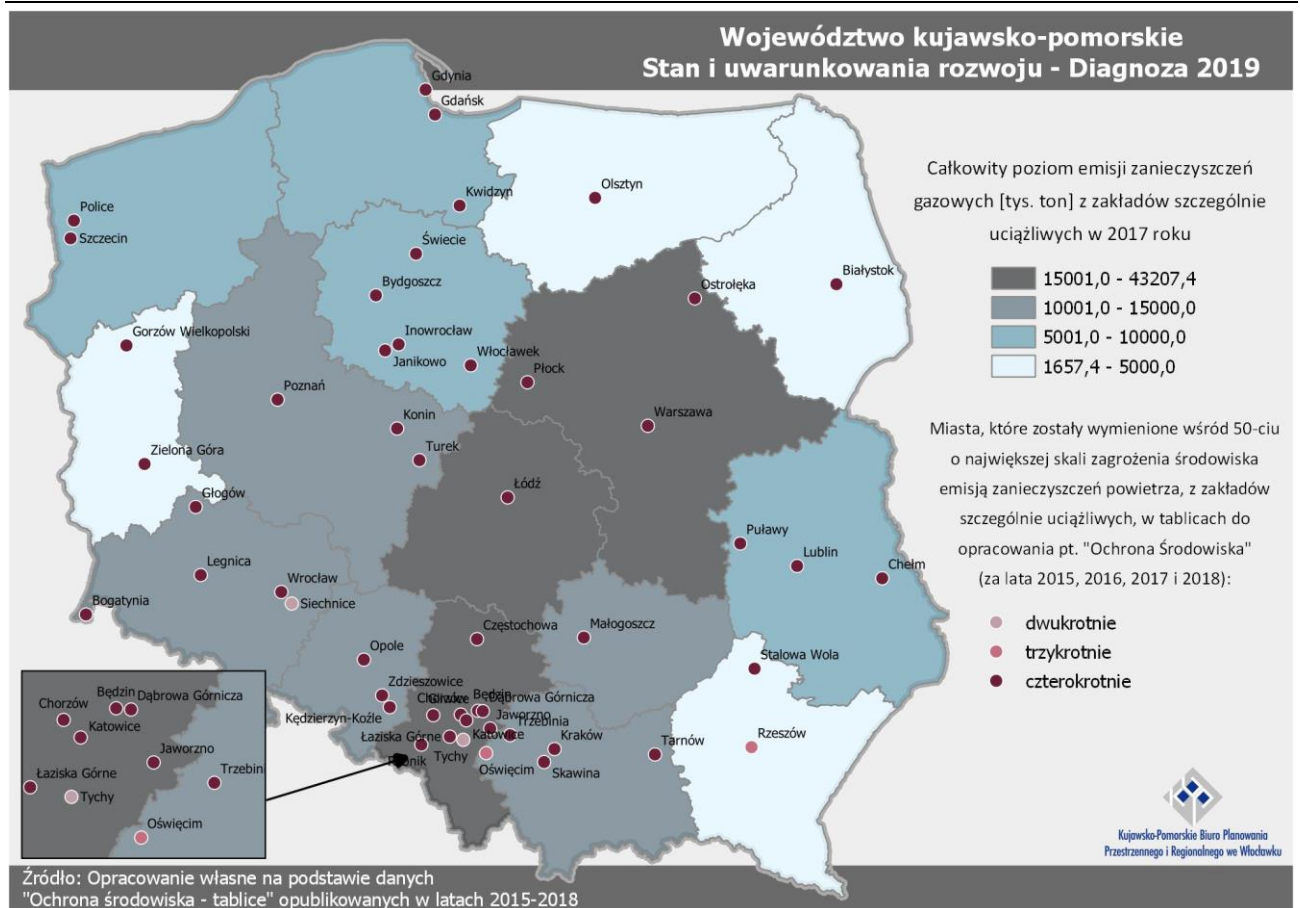 Województwo kujawsko-pomorskie
Stan i uwarunkowania rozwoju - Diagnoza 2019
Całkowity poziom emisji zanieczyszczeń
gazowych [tys. ton] z zakładów szczególnie
uciążliwych w 2017 roku
15001,0 - 43207,4
10001,0 - 15000,0
5001,0 - 10000,0
1657,4 - 5000,0
Miasta, które zostały wymienione wśród 50-ciu
o największej skali zagrożenia środowiska
emisją zanieczyszczeń powietrza, z zakładów
szczególnie uciążliwych, w tablicach do
opracowania pt. "Ochrona Środowiska"
(za lata 2015, 2016, 2017 i 2018):
dwukrotnie
trzykrotnie
czterokrotnie
Gdynia
Gdańsk
Kwidzyn
Olsztyn
Police
Szczecin
Świecie
Bydgoszcz
Białystok
Ostrołęka
Gorzów Wielkopolski
Inowrocław
Janikowo
Włocławek
Płock
Poznań
Konin
Warszawa
Turek
Zielona Góra
Łódź
Głogów
Puławy
Lublin
Chełm
Legnica
Wrocław
Siechnice
Bogatynia
Częstochowa
Małogoszcz
Opole
Stalowa Wola
Zdzieszowice
Kędzierzyn-Koźle
Chorzów
Będzin
Dąbrowa Górnicza
Jaworzno
Trzebinia
Katowice
Łaziska Górne
Tychy
Oświęcim
Kraków
Skawina
Tarnów
Rzeszów
Chorzów
Będzin
Dąbrowa Górnicza
Katowice
Jaworzno
Trzebin
Łaziska Górne
Tychy
Oświęcim
Kujawsko-Pomorskie Biuro Planowania
Przestrzennego i Regionalnego we Włocławku
Źródło: Opracowanie własne na podstawie danych
"Ochrona środowiska - tablice" opublikowanych w latach 2015-2018